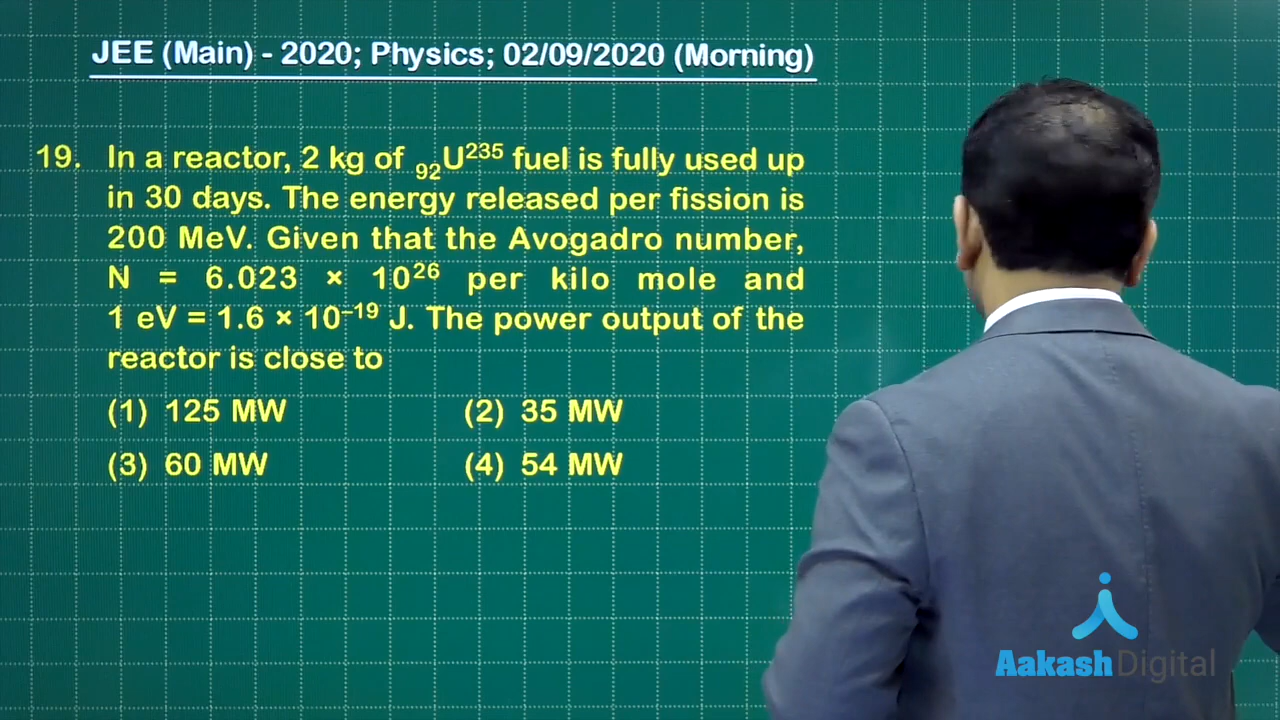 JEE (Main) - 2020; Physics; 02/09/2020 (Morning)
19. In a reactor, 2 kg of ₉₂U²³⁵ fuel is fully used up
in 30 days. The energy released per fission is
200 MeV. Given that the Avogadro number,
N = 6.023 × 10²⁶ per kilo mole and
1 eV = 1.6 × 10⁻¹⁹ J. The power output of the
reactor is close to
(1) 125 MW (2) 35 MW
(3) 60 MW (4) 54 MW
Aakash Digital